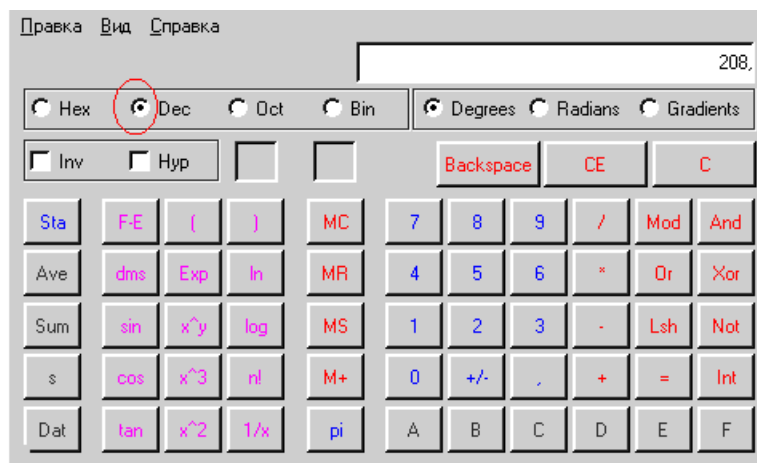 Правка Вид Справка
208,
Hex Dec Oct Bin Degrees Radians Gradients
Inv Hyp Backspace CE C
Sta F-E ( ) MC 7 8 9 / Mod And
Ave dms Exp ln MR 4 5 6 * Or Xor
Sum sin x^y log MS 1 2 3 - Lsh Not
s cos x^3 n! M+ 0 +/- , + = Int
Dat tan x^2 1/x pi A B C D E F